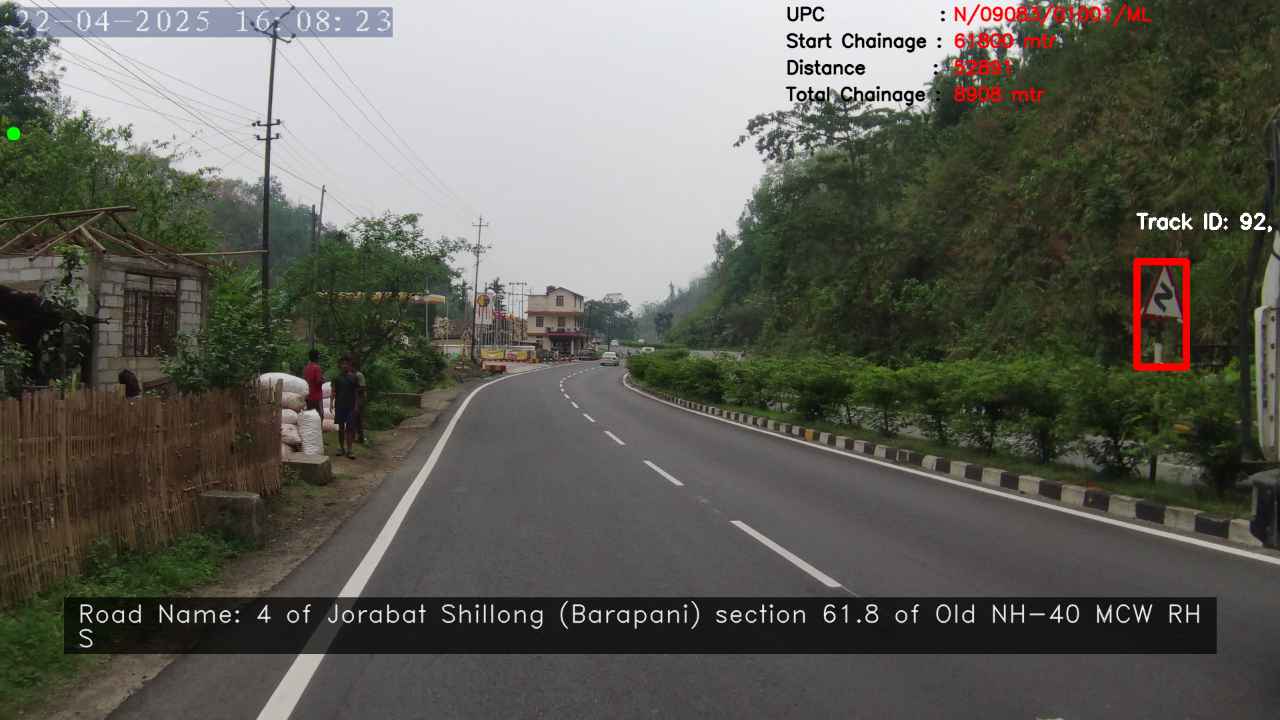 22-04-2025 16:08:23
UPC : N/09083/01001/ML
Start Chainage : 61800 mtr
Distance : 52891
Total Chainage : 8908 mtr
Track ID: 92,
Road Name: 4 of Jorabat Shillong (Barapani) section 61.8 of Old NH-40 MCW RH
S